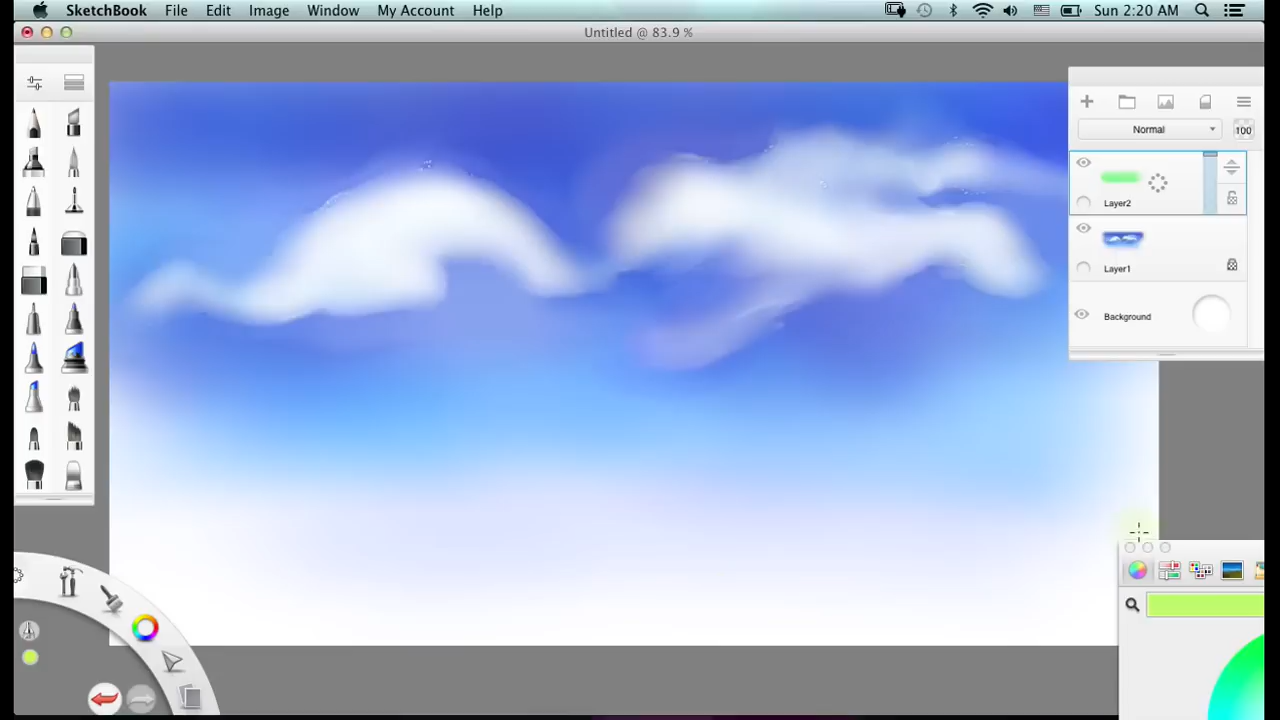 SketchBook File Edit Image Window My Account Help Sun 2:20 AM
Untitled @ 83.9 %
Normal 100
Layer2
Layer1
Background